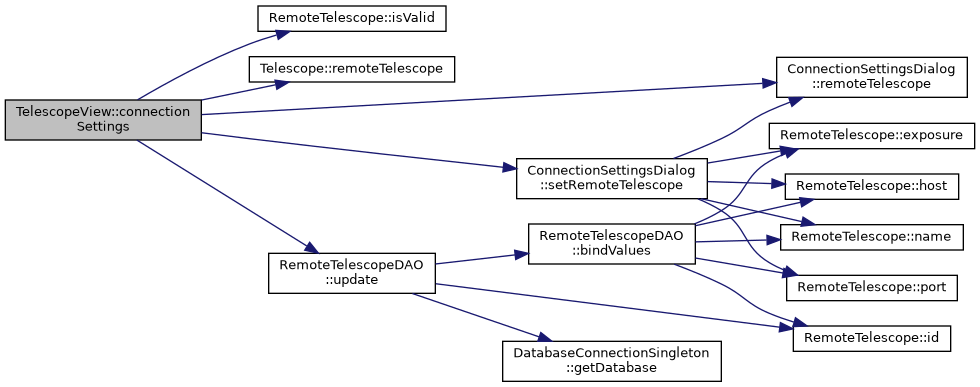 RemoteTelescope::isValid
Telescope::remoteTelescope
TelescopeView::connection
Settings
ConnectionSettingsDialog
::remoteTelescope
RemoteTelescope::exposure
ConnectionSettingsDialog
::setRemoteTelescope
RemoteTelescope::host
RemoteTelescopeDAO
::bindValues
RemoteTelescope::name
RemoteTelescopeDAO
::update
RemoteTelescope::port
RemoteTelescope::id
DatabaseConnectionSingleton
::getDatabase